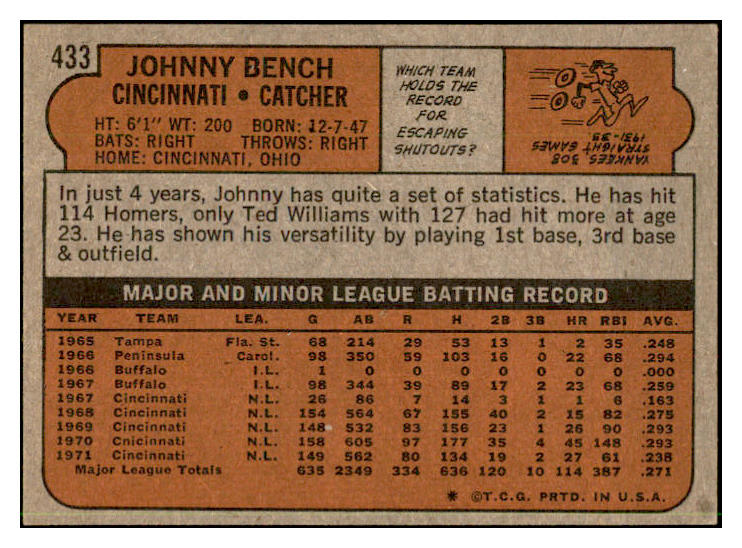 433
JOHNNY BENCH
CINCINNATI • CATCHER
HT: 6'1" WT: 200 BORN: 12-7-47
BATS: RIGHT THROWS: RIGHT
HOME: CINCINNATI, OHIO
WHICH TEAM
HOLDS THE
RECORD
FOR
ESCAPING
SHUTOUTS?
YANKEES, 308
STRAIGHT GAMES
1931-33
In just 4 years, Johnny has quite a set of statistics. He has hit
114 Homers, only Ted Williams with 127 had hit more at age
23. He has shown his versatility by playing 1st base, 3rd base
& outfield.
MAJOR AND MINOR LEAGUE BATTING RECORD
YEAR TEAM LEA. G AB R H 2B 3B HR RBI AVG.
1965 Tampa Fla. St. 68 214 29 53 13 1 2 35 .248
1966 Peninsula Carol. 98 350 59 103 16 0 22 68 .294
1966 Buffalo I.L. 1 0 0 0 0 0 0 0 .000
1967 Buffalo I.L. 98 344 39 89 17 2 23 68 .259
1967 Cincinnati N.L. 26 86 7 14 3 1 1 6 .163
1968 Cincinnati N.L. 154 564 67 155 40 2 15 82 .275
1969 Cincinnati N.L. 148 532 83 156 23 1 26 90 .293
1970 Cnicinnati N.L. 158 605 97 177 35 4 45 148 .293
1971 Cincinnati N.L. 149 562 80 134 19 2 27 61 .238
Major League Totals 635 2349 334 636 120 10 114 387 .271
* ©T.C.G. PRTD. IN U.S.A.